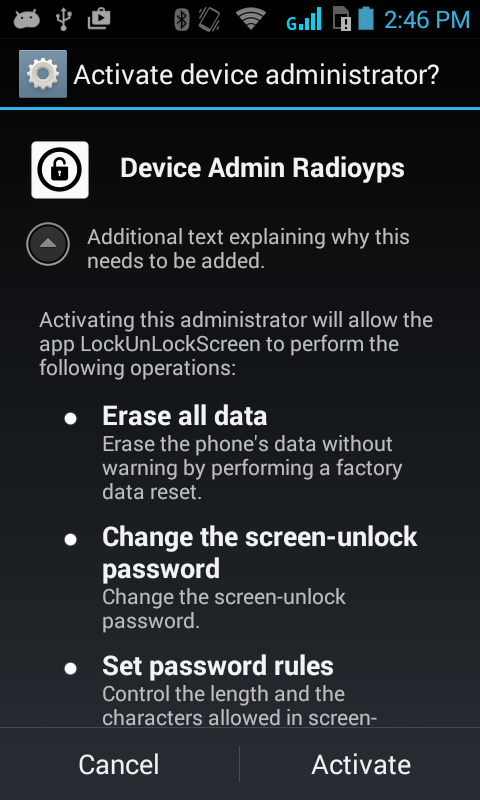 G 2:46 PM
Activate device administrator?
Device Admin Radioyps
Additional text explaining why this
needs to be added.
Activating this administrator will allow the
app LockUnLockScreen to perform the
following operations:
Erase all data
Erase the phone's data without
warning by performing a factory
data reset.
Change the screen-unlock
password
Change the screen-unlock
password.
Set password rules
Control the length and the
characters allowed in screen-
Cancel Activate